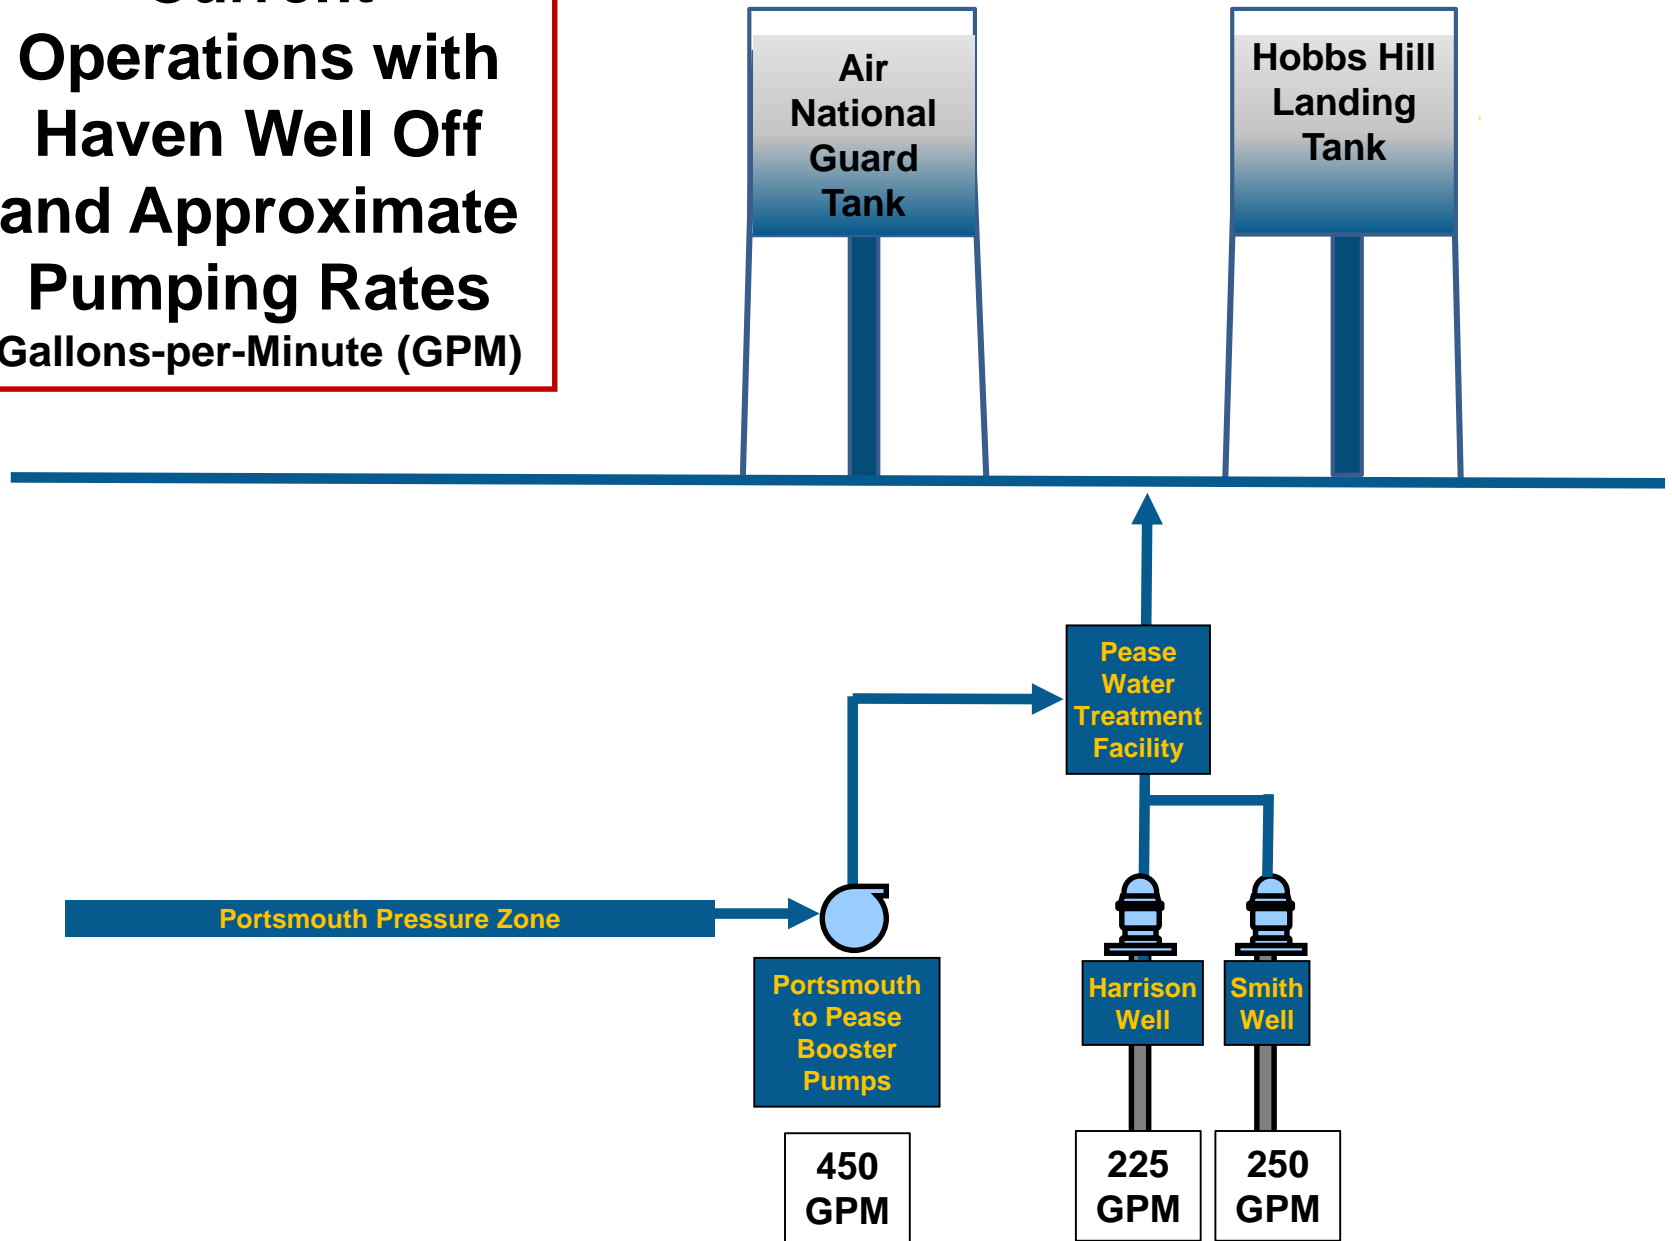 Current
Operations with
Haven Well Off
and Approximate
Pumping Rates
Gallons-per-Minute (GPM)
Air
National
Guard
Tank
Hobbs Hill
Landing
Tank
Pease
Water
Treatment
Facility
Portsmouth Pressure Zone
Portsmouth
to Pease
Booster
Pumps
Harrison
Well
Smith
Well
450
GPM
225
GPM
250
GPM